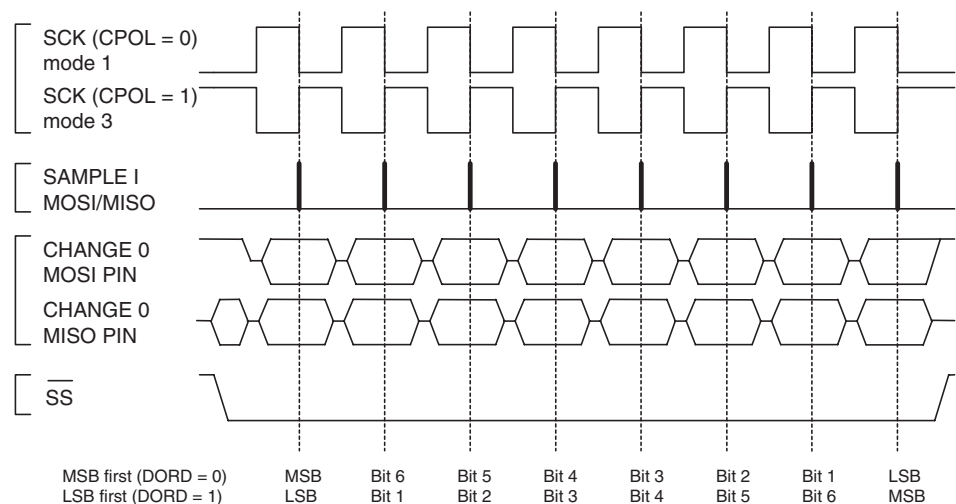 SCK (CPOL = 0)
mode 1
SCK (CPOL = 1)
mode 3
SAMPLE I
MOSI/MISO
CHANGE 0
MOSI PIN
CHANGE 0
MISO PIN
SS
MSB first (DORD = 0) MSB Bit 6 Bit 5 Bit 4 Bit 3 Bit 2 Bit 1 LSB
LSB first (DORD = 1) LSB Bit 1 Bit 2 Bit 3 Bit 4 Bit 5 Bit 6 MSB